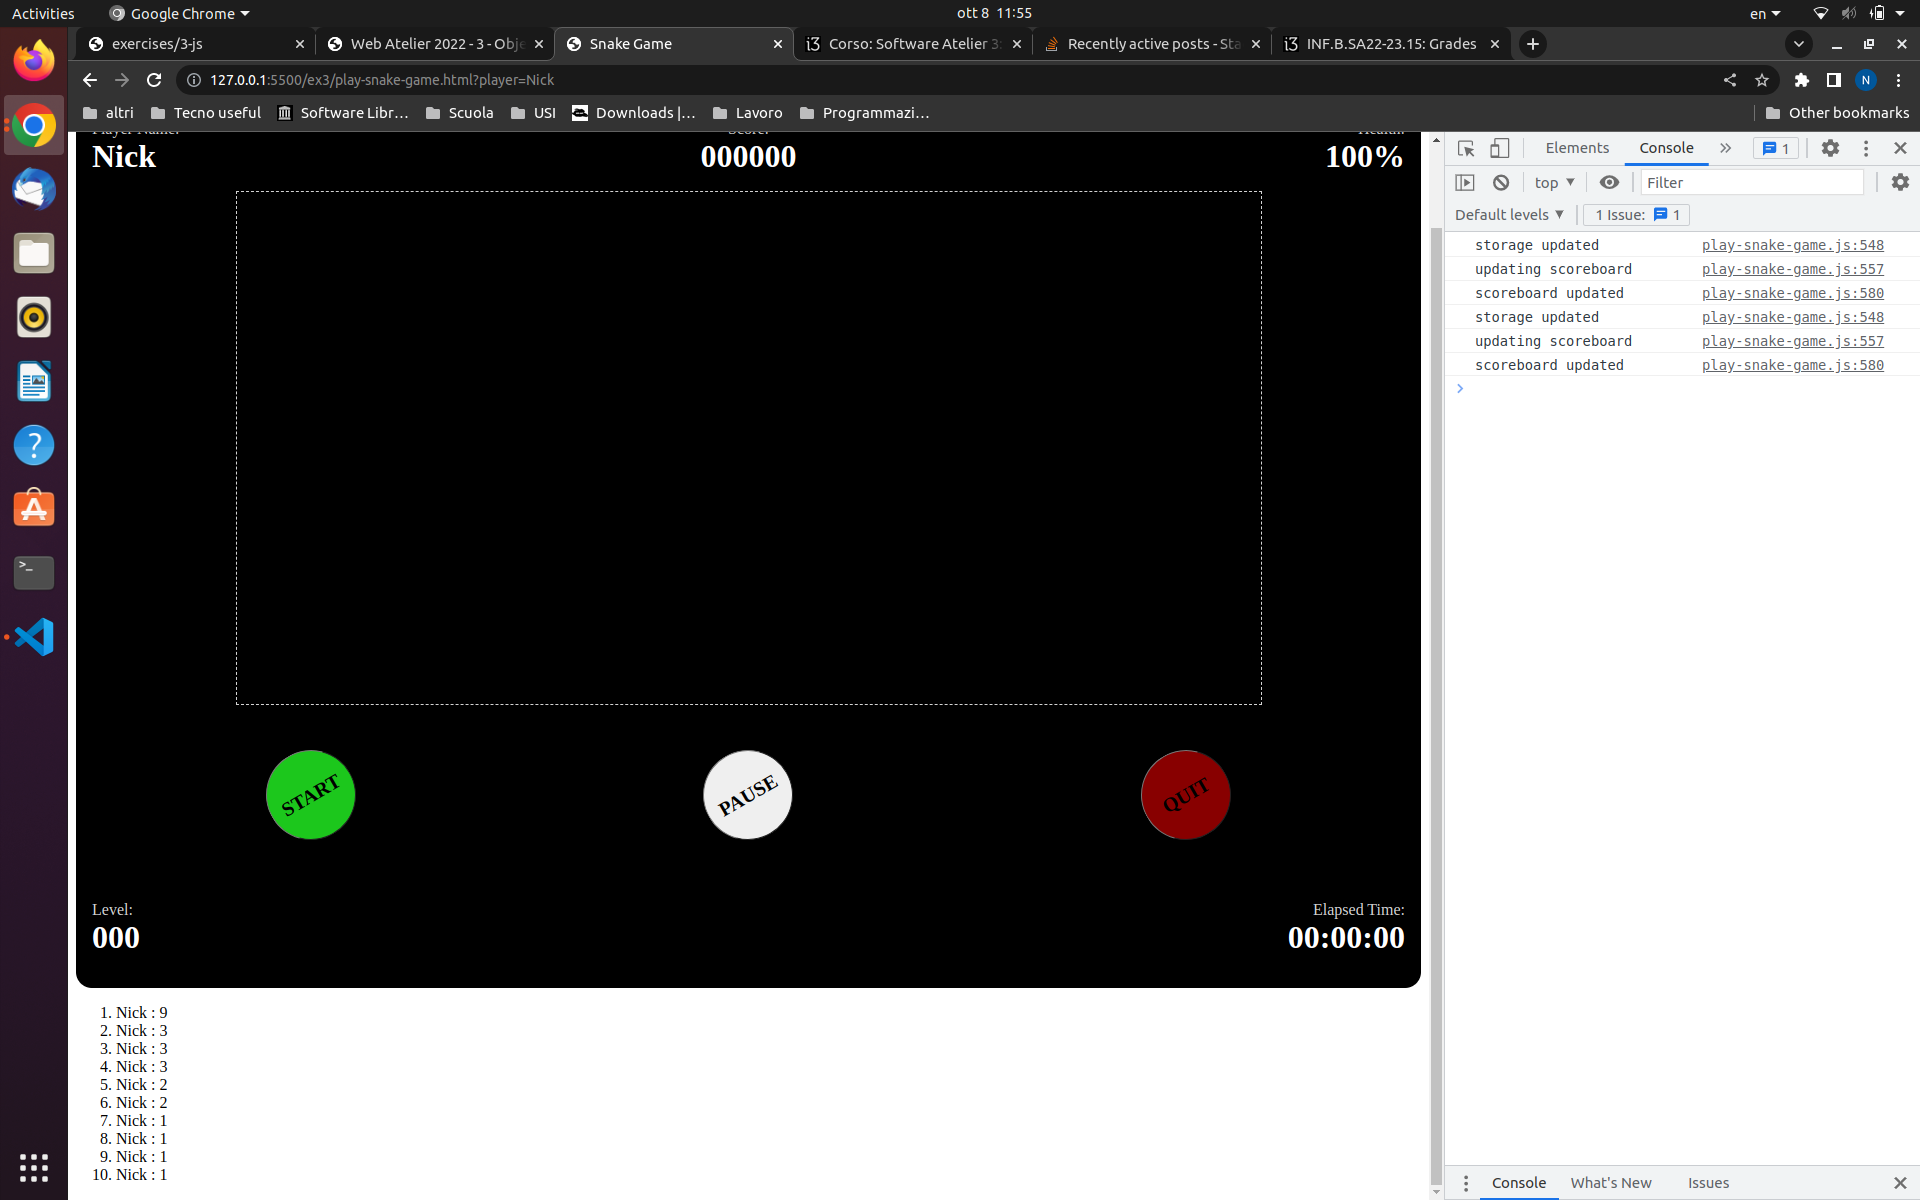 Activities
Google Chrome
ott 8 11:55
en
exercises/3-js
Web Atelier 2022 - 3 - Obje
Snake Game
Corso: Software Atelier 3:
Recently active posts - Sta
INF.B.SA22-23.15: Grades
127.0.0.1:5500/ex3/play-snake-game.html?player=Nick
N
altri
Tecno useful
Software Libr...
Scuola
USI
Downloads |...
Lavoro
Programmazi...
Other bookmarks
Player Name:
Score:
Health:
Nick
000000
100%
START
PAUSE
QUIT
Level:
Elapsed Time:
000
00:00:00
1. Nick : 9
2. Nick : 3
3. Nick : 3
4. Nick : 3
5. Nick : 2
6. Nick : 2
7. Nick : 1
8. Nick : 1
9. Nick : 1
10. Nick : 1
Elements
Console
1
top
Filter
Default levels
1 Issue: 1
storage updated play-snake-game.js:548
updating scoreboard play-snake-game.js:557
scoreboard updated play-snake-game.js:580
storage updated play-snake-game.js:548
updating scoreboard play-snake-game.js:557
scoreboard updated play-snake-game.js:580
Console
What's New
Issues